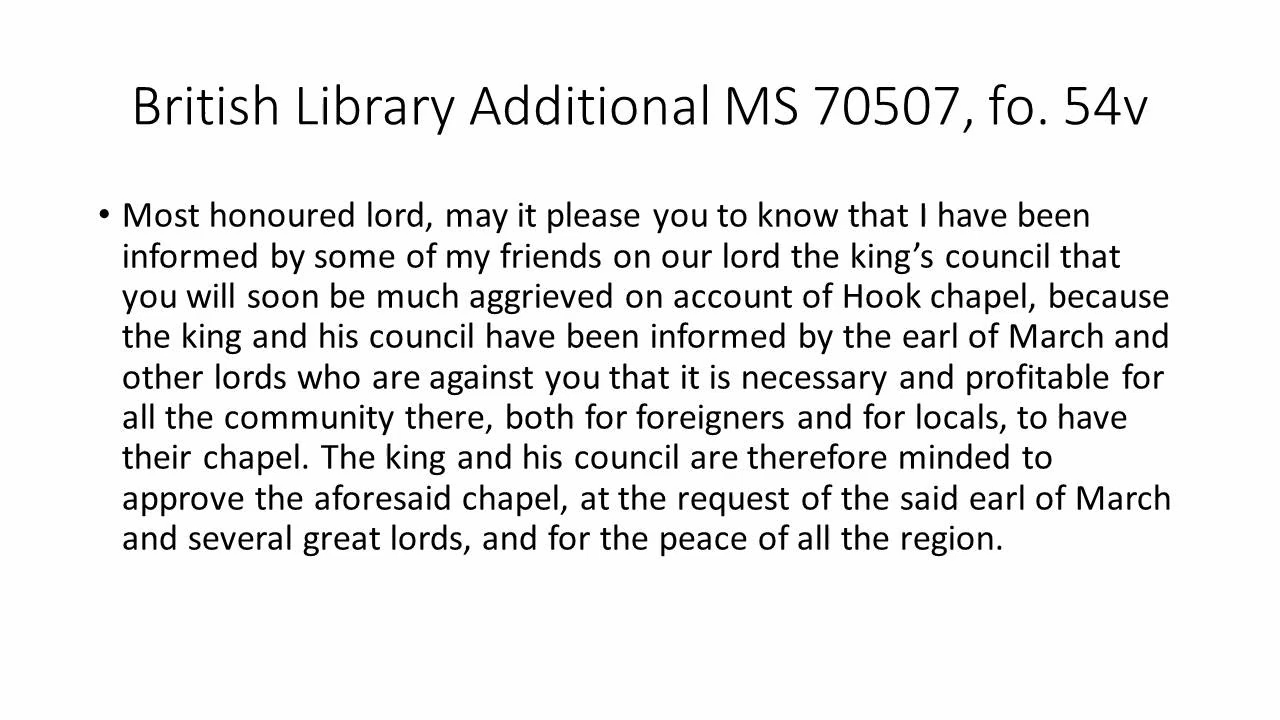 British Library Additional MS 70507, fo. 54v
• Most honoured lord, may it please you to know that I have been
informed by some of my friends on our lord the king’s council that
you will soon be much aggrieved on account of Hook chapel, because
the king and his council have been informed by the earl of March and
other lords who are against you that it is necessary and profitable for
all the community there, both for foreigners and for locals, to have
their chapel. The king and his council are therefore minded to
approve the aforesaid chapel, at the request of the said earl of March
and several great lords, and for the peace of all the region.